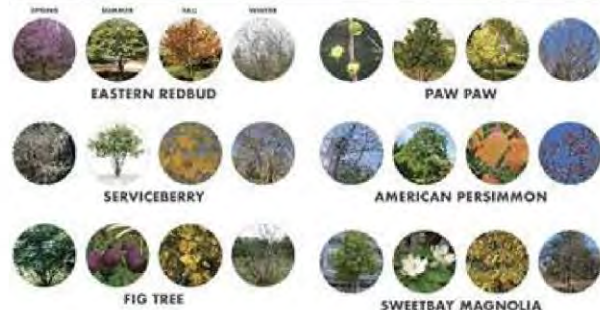 SPRING SUMMER FALL WINTER
EASTERN REDBUD
PAW PAW
SERVICEBERRY
AMERICAN PERSIMMON
FIG TREE
SWEETBAY MAGNOLIA